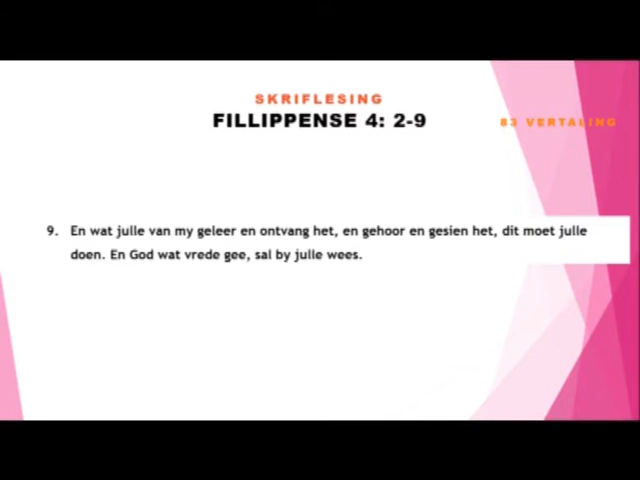 SKRIFLESING
FILLIPPENSE 4: 2-9
83 VERTALING
9. En wat julle van my geleer en ontvang het, en gehoor en gesien het, dit moet julle
doen. En God wat vrede gee, sal by julle wees.